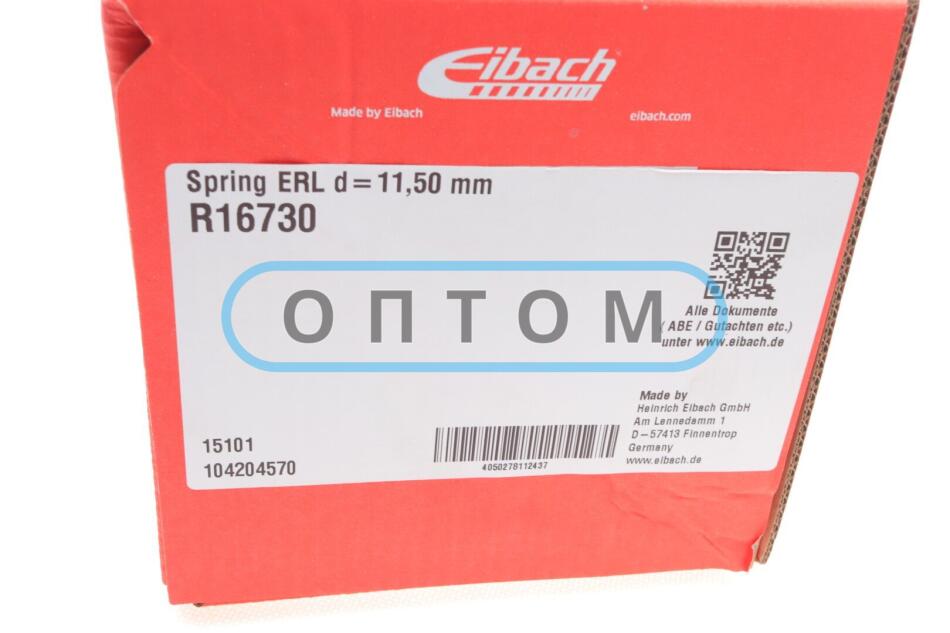 Eibach
Made by Eibach
eibach.com
Spring ERL d=11,50 mm
R16730
ОПТОМ
Alle Dokumente
( ABE / Gutachten etc.)
unter www.eibach.de
Made by
Heinrich Eibach GmbH
Am Lennedamm 1
D-57413 Finnentrop
Germany
www.eibach.de
15101
104204570
4050278112437